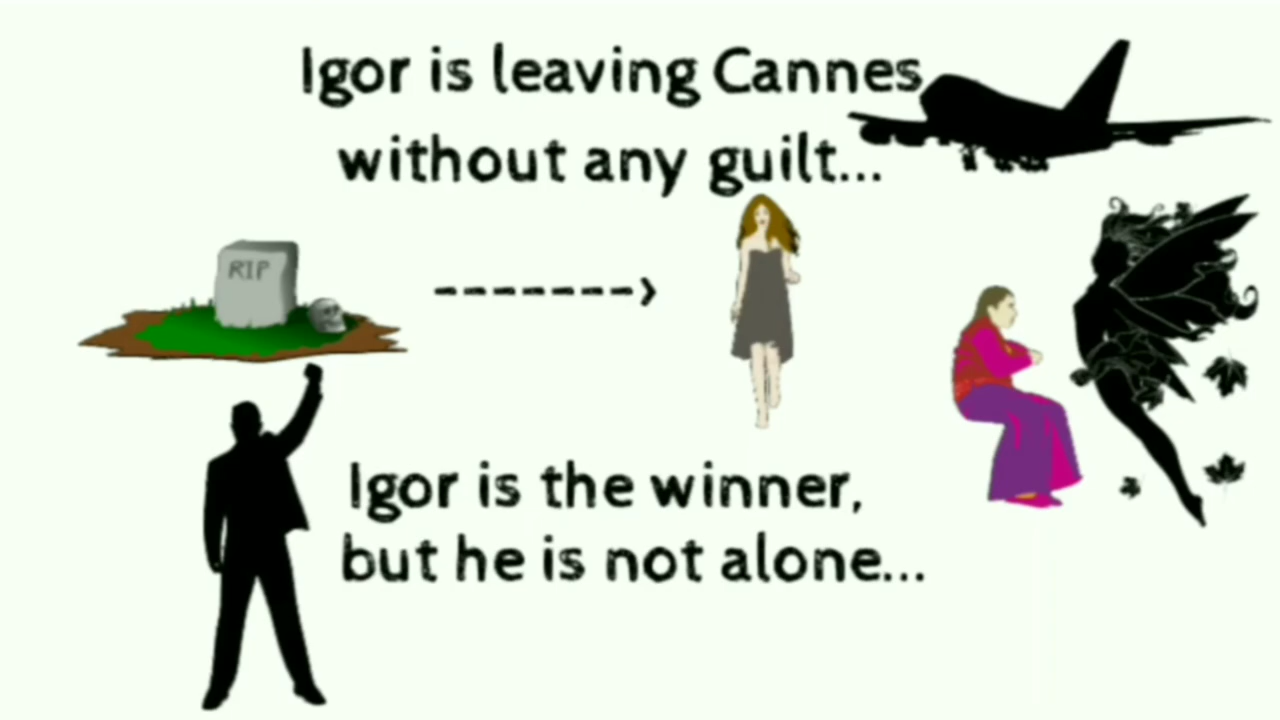 Igor is leaving Cannes
without any guilt...
RIP
------->
Igor is the winner,
but he is not alone...